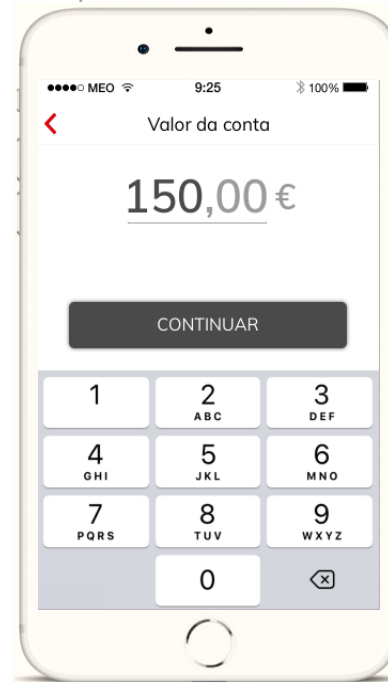 MEO 9:25 100%
Valor da conta
150,00 €
CONTINUAR
1 2 3
ABC DEF
4 5 6
GHI JKL MNO
7 8 9
PQRS TUV WXYZ
0